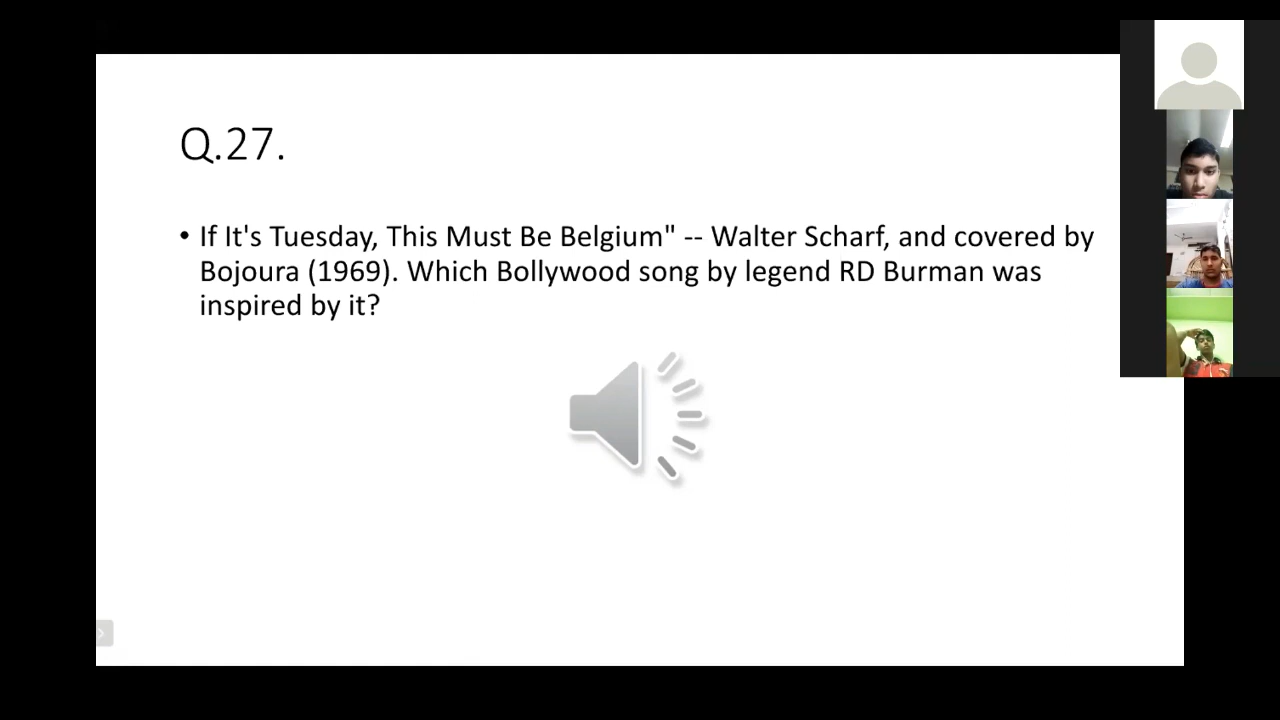 Q.27.
• If It's Tuesday, This Must Be Belgium" -- Walter Scharf, and covered by
Bojoura (1969). Which Bollywood song by legend RD Burman was
inspired by it?